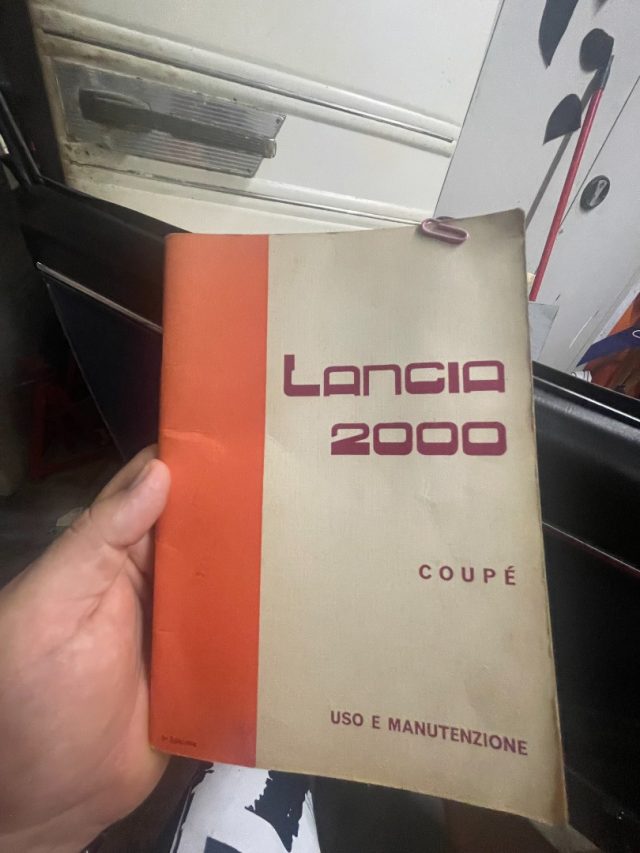 Lancia
2000
COUPÉ
USO E MANUTENZIONE